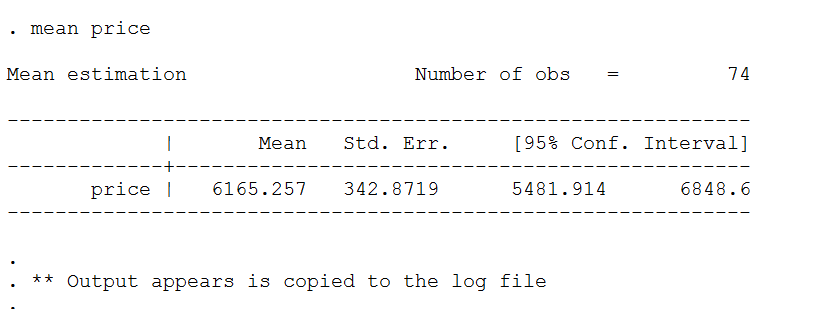 . mean price
Mean estimation                   Number of obs   =         74
--------------------------------------------------------------
             |       Mean   Std. Err.     [95% Conf. Interval]
-------------+------------------------------------------------
       price |   6165.257   342.8719      5481.914      6848.6
--------------------------------------------------------------
.
. ** Output appears is copied to the log file
.